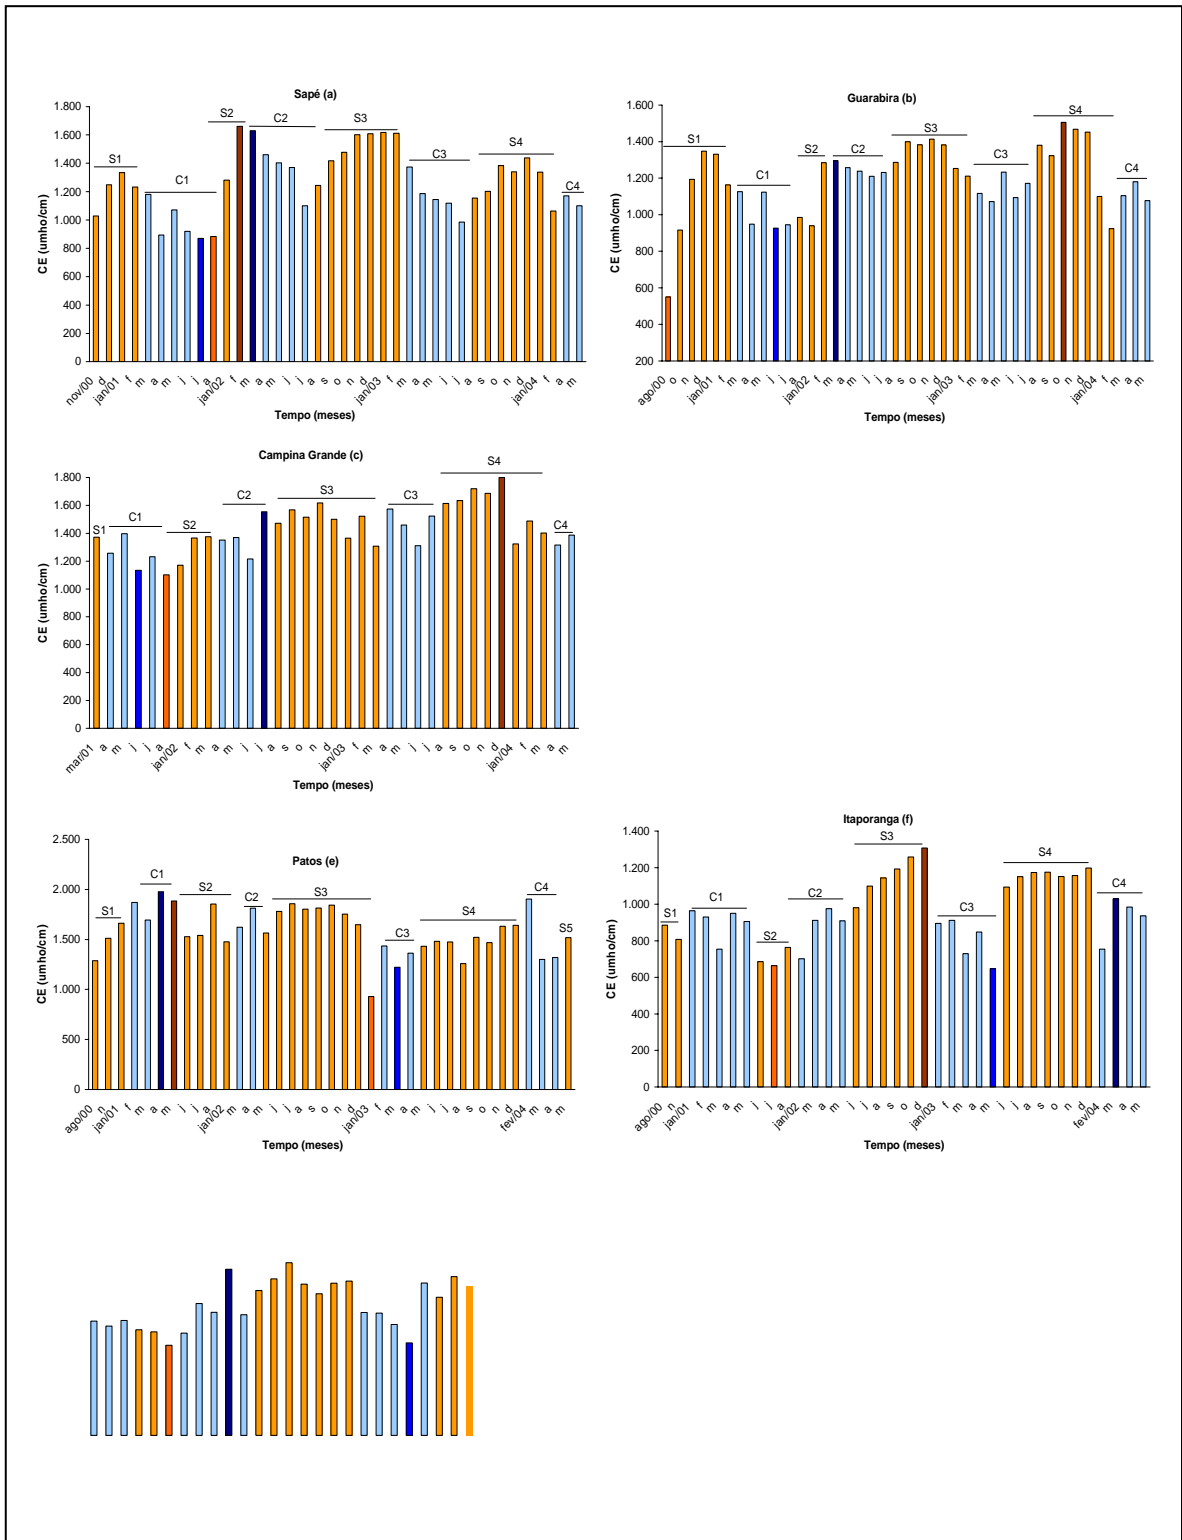 Sapé (a)
CE (umho/cm)
1.800
1.600
1.400
1.200
1.000
800
600
400
200
0
S1
C1
S2
C2
S3
C3
S4
C4
nov/00 d jan/01 f m a m j j a jan/02 f m a m j j a s o n d jan/03 f m a m j j a s o n d jan/04 f a m
Tempo (meses)
Guarabira (b)
1.600
1.400
1.200
1.000
800
600
400
200
S1
C1
S2
C2
S3
C3
S4
C4
ago/00 o n d jan/01 f m a m j j a jan/02 f m a m j j a s o n d jan/03 f m a m j j a s o n d jan/04 f m a m
Tempo (meses)
CE (umho/cm)
Campina Grande (c)
CE (umho/cm)
1.800
1.600
1.400
1.200
1.000
800
600
400
200
0
S1
C1
S2
C2
S3
C3
S4
C4
mar/01 a m j j a jan/02 f m a m j j a s o n d jan/03 f m a m j j a s o n d jan/04 f m a m
Tempo (meses)
Patos (e)
CE (umho/cm)
2.500
2.000
1.500
1.000
500
0
S1
C1
S2
C2
S3
C3
S4
C4
S5
ago/00 n jan/01 f m a m j j a jan/02 m a m j j a s o n d jan/03 f m a m j j a s o n d fev/04 m a m
Tempo (meses)
Itaporanga (f)
CE (umho/cm)
1.400
1.200
1.000
800
600
400
200
0
S1
C1
S2
C2
S3
C3
S4
C4
ago/00 n jan/01 f m a m j j a jan/02 m a m j j a s o d jan/03 f m a m j j a s o n d fev/04 m a m
Tempo (meses)